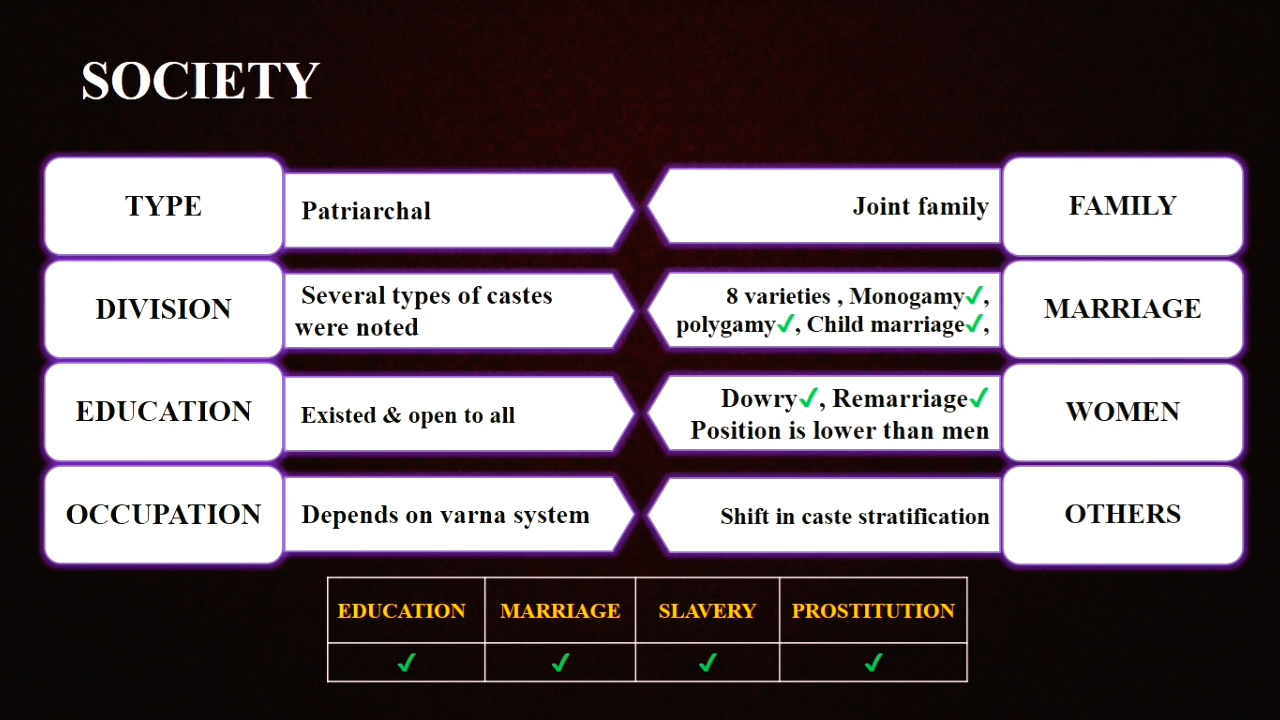 SOCIETY
TYPE
Patriarchal
Joint family
FAMILY
DIVISION
Several types of castes
were noted
8 varieties , Monogamy✓,
polygamy✓, Child marriage✓,
MARRIAGE
EDUCATION
Existed & open to all
Dowry✓, Remarriage✓
Position is lower than men
WOMEN
OCCUPATION
Depends on varna system
Shift in caste stratification
OTHERS
EDUCATION MARRIAGE SLAVERY PROSTITUTION
✓ ✓ ✓ ✓